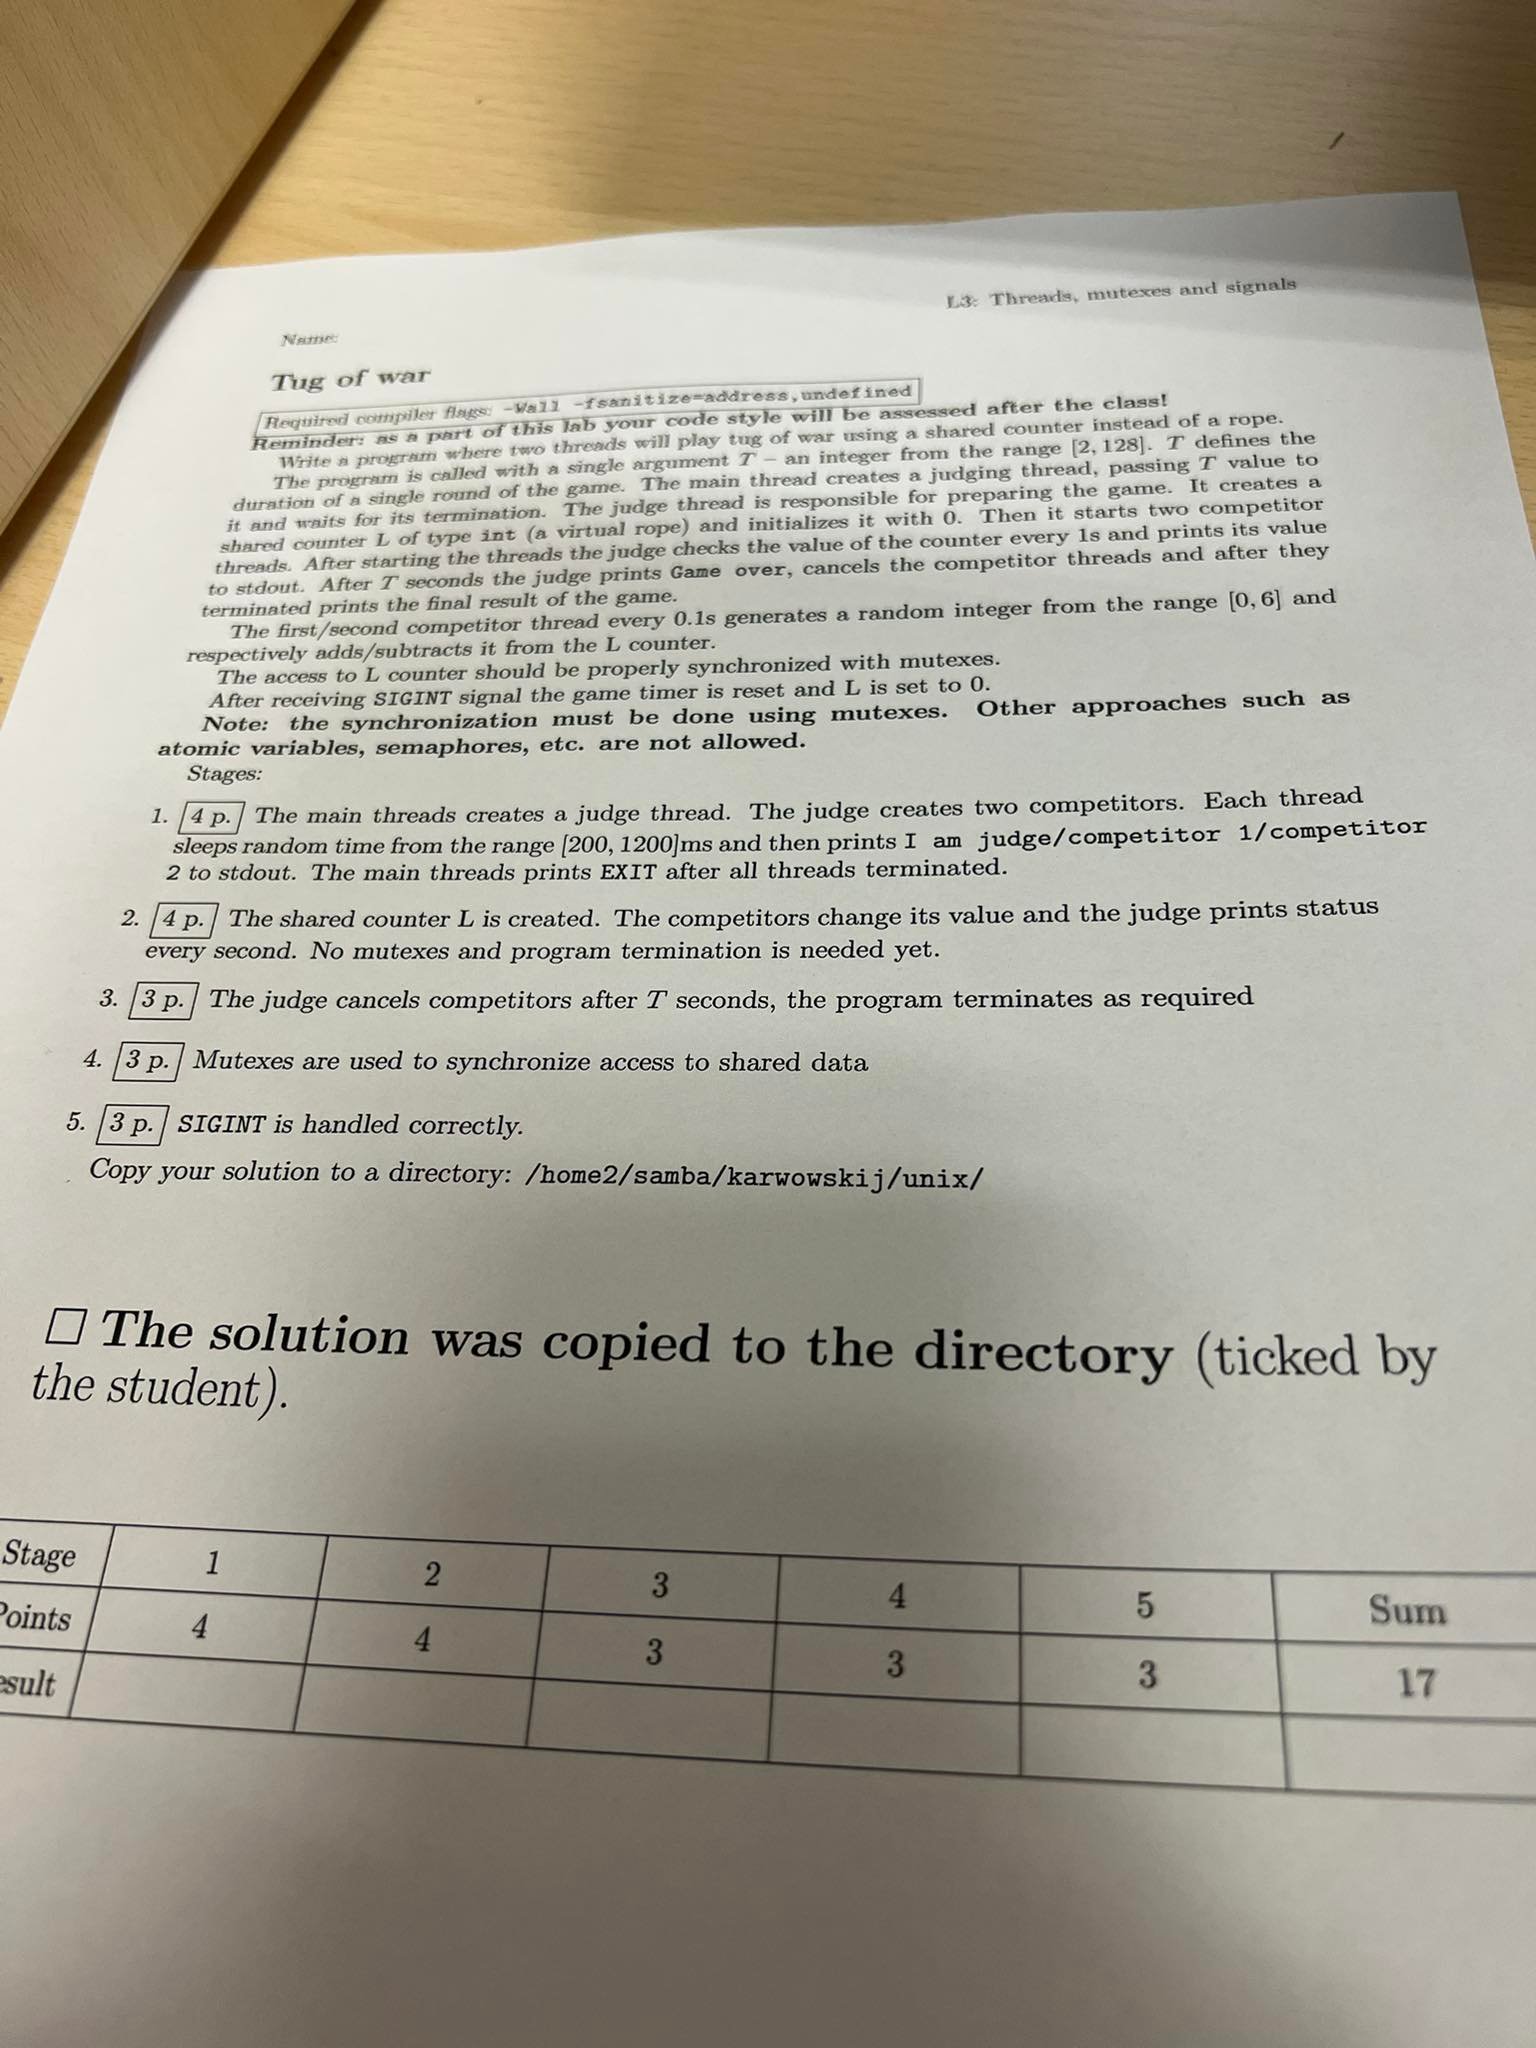 L3: Threads, mutexes and signals
Name:
Tug of war
Required compiler flags: -Wall -fsanitize=address,undefined
Reminder: as a part of this lab your code style will be assessed after the class!
Write a program where two threads will play tug of war using a shared counter instead of a rope.
The program is called with a single argument T – an integer from the range [2, 128]. T defines the
duration of a single round of the game. The main thread creates a judging thread, passing T value to
it and waits for its termination. The judge thread is responsible for preparing the game. It creates a
shared counter L of type int (a virtual rope) and initializes it with 0. Then it starts two competitor
threads. After starting the threads the judge checks the value of the counter every 1s and prints its value
to stdout. After T seconds the judge prints Game over, cancels the competitor threads and after they
terminated prints the final result of the game.
The first/second competitor thread every 0.1s generates a random integer from the range [0, 6] and
respectively adds/subtracts it from the L counter.
The access to L counter should be properly synchronized with mutexes.
After receiving SIGINT signal the game timer is reset and L is set to 0.
Note: the synchronization must be done using mutexes. Other approaches such as
atomic variables, semaphores, etc. are not allowed.
Stages:
1. 4 p. The main threads creates a judge thread. The judge creates two competitors. Each thread
sleeps random time from the range [200, 1200]ms and then prints I am judge/competitor 1/competitor
2 to stdout. The main threads prints EXIT after all threads terminated.
2. 4 p. The shared counter L is created. The competitors change its value and the judge prints status
every second. No mutexes and program termination is needed yet.
3. 3 p. The judge cancels competitors after T seconds, the program terminates as required
4. 3 p. Mutexes are used to synchronize access to shared data
5. 3 p. SIGINT is handled correctly.
Copy your solution to a directory: /home2/samba/karwowskij/unix/
☐ The solution was copied to the directory (ticked by
the student).
Stage 1 2 3 4 5 Sum
Points 4 4 3 3 3 17
esult